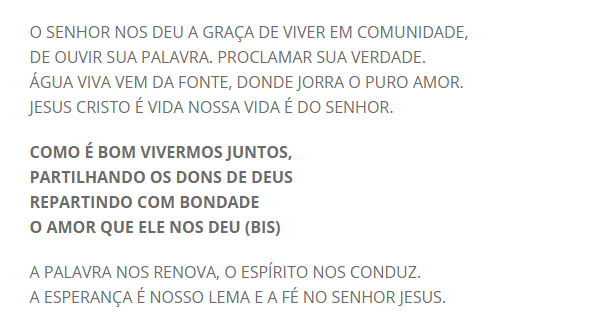 O SENHOR NOS DEU A GRAÇA DE VIVER EM COMUNIDADE,
DE OUVIR SUA PALAVRA. PROCLAMAR SUA VERDADE.
ÁGUA VIVA VEM DA FONTE, DONDE JORRA O PURO AMOR.
JESUS CRISTO É VIDA NOSSA VIDA É DO SENHOR.
COMO É BOM VIVERMOS JUNTOS,
PARTILHANDO OS DONS DE DEUS
REPARTINDO COM BONDADE
O AMOR QUE ELE NOS DEU (BIS)
A PALAVRA NOS RENOVA, O ESPÍRITO NOS CONDUZ.
A ESPERANÇA É NOSSO LEMA E A FÉ NO SENHOR JESUS.